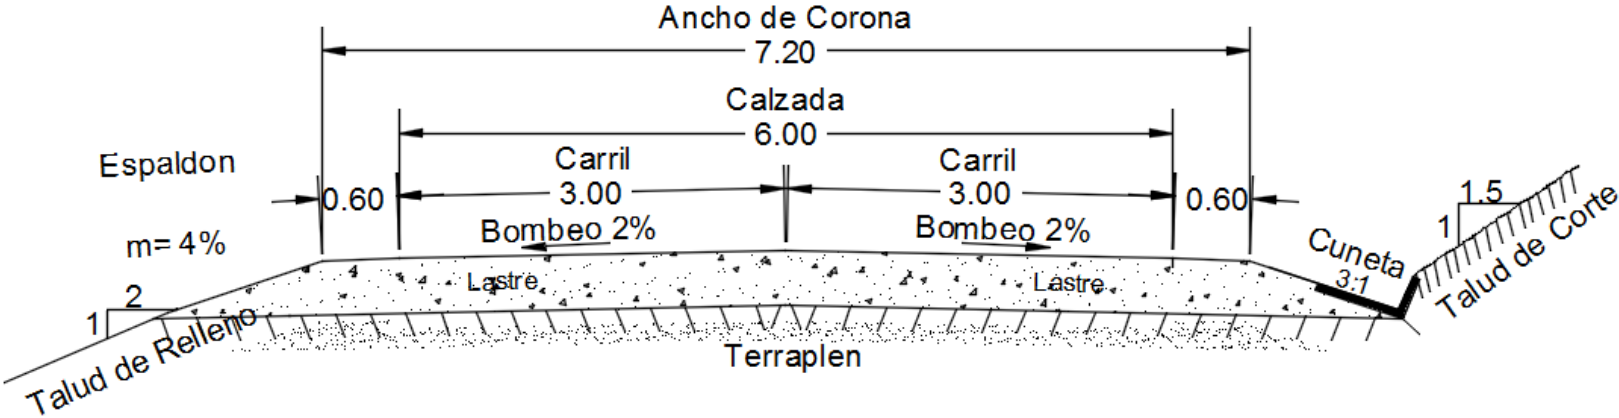 Ancho de Corona
7.20
Calzada
6.00
Espaldon
Carril
Carril
0.60
3.00
3.00
0.60
m= 4%
Bombeo 2%
Bombeo 2%
1
1.5
Cuneta
3:1
Talud de Corte
Lastre
Lastre
2
1
Talud de Relleno
Terraplen